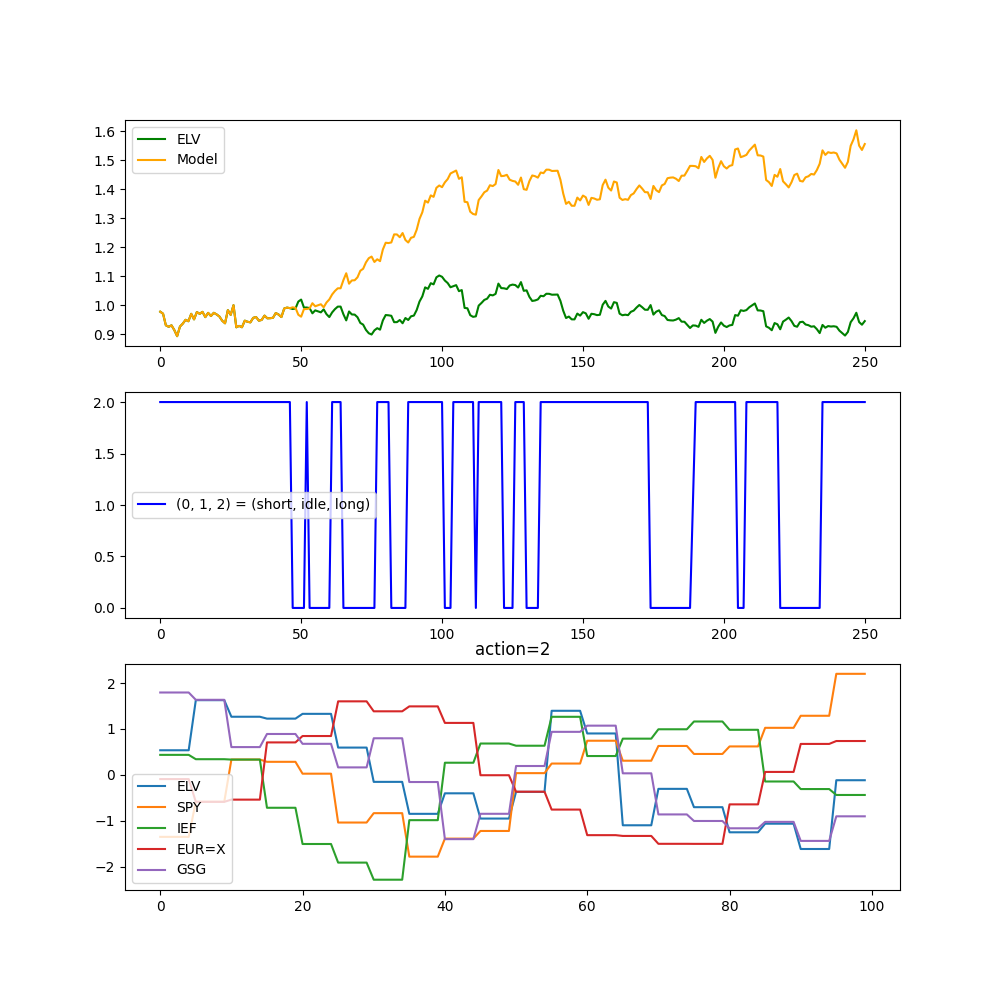 1.6
1.5
1.4
1.3
1.2
1.1
1.0
0.9
ELV
Model
0 50 100 150 200 250
2.0
1.5
1.0
0.5
0.0
(0, 1, 2) = (short, idle, long)
0 50 100 150 200 250
action=2
2
1
0
−1
−2
ELV
SPY
IEF
EUR=X
GSG
0 20 40 60 80 100